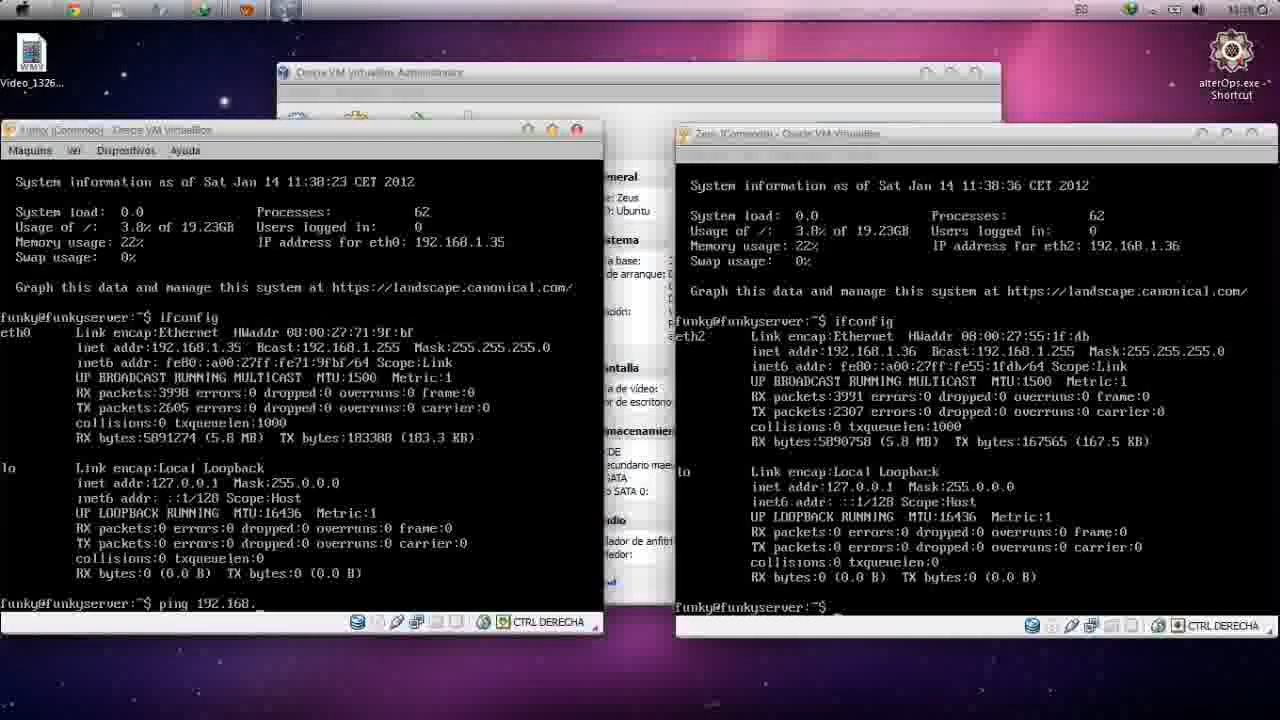 ES
WMV
Video_1326...
alterOps.exe - Shortcut
Oracle VM VirtualBox Administrador
Funky [Corriendo] - Oracle VM VirtualBox
Máquina Ver Dispositivos Ayuda
System information as of Sat Jan 14 11:38:23 CET 2012
System load: 0.0 Processes: 62
Usage of /: 3.8% of 19.23GB Users logged in: 0
Memory usage: 22% IP address for eth0: 192.168.1.35
Swap usage: 0%
Graph this data and manage this system at https://landscape.canonical.com/
funky@funkyserver:~$ ifconfig
eth0 Link encap:Ethernet HWaddr 08:00:27:71:9f:bf
inet addr:192.168.1.35 Bcast:192.168.1.255 Mask:255.255.255.0
inet6 addr: fe80::a00:27ff:fe71:9fbf/64 Scope:Link
UP BROADCAST RUNNING MULTICAST MTU:1500 Metric:1
RX packets:3998 errors:0 dropped:0 overruns:0 frame:0
TX packets:2605 errors:0 dropped:0 overruns:0 carrier:0
collisions:0 txqueuelen:1000
RX bytes:5891274 (5.8 MB) TX bytes:183388 (183.3 KB)
lo Link encap:Local Loopback
inet addr:127.0.0.1 Mask:255.0.0.0
inet6 addr: ::1/128 Scope:Host
UP LOOPBACK RUNNING MTU:16436 Metric:1
RX packets:0 errors:0 dropped:0 overruns:0 frame:0
TX packets:0 errors:0 dropped:0 overruns:0 carrier:0
collisions:0 txqueuelen:0
RX bytes:0 (0.0 B) TX bytes:0 (0.0 B)
funky@funkyserver:~$ ping 192.168._
CTRL DERECHA
eneral
e: Zeus
Ubuntu
stema
a base:
de arranque:
antalla
a de vídeo:
or de escritorio
macenamien
IDE
ecundario maes
SATA
o SATA 0:
udio
lador de anfitri
lador:
Zeus [Corriendo] - Oracle VM VirtualBox
System information as of Sat Jan 14 11:38:36 CET 2012
System load: 0.0 Processes: 62
Usage of /: 3.8% of 19.23GB Users logged in: 0
Memory usage: 22% IP address for eth2: 192.168.1.36
Swap usage: 0%
Graph this data and manage this system at https://landscape.canonical.com/
funky@funkyserver:~$ ifconfig
eth2 Link encap:Ethernet HWaddr 08:00:27:55:1f:db
inet addr:192.168.1.36 Bcast:192.168.1.255 Mask:255.255.255.0
inet6 addr: fe80::a00:27ff:fe55:1fdb/64 Scope:Link
UP BROADCAST RUNNING MULTICAST MTU:1500 Metric:1
RX packets:3991 errors:0 dropped:0 overruns:0 frame:0
TX packets:2307 errors:0 dropped:0 overruns:0 carrier:0
collisions:0 txqueuelen:1000
RX bytes:5890758 (5.8 MB) TX bytes:167565 (167.5 KB)
lo Link encap:Local Loopback
inet addr:127.0.0.1 Mask:255.0.0.0
inet6 addr: ::1/128 Scope:Host
UP LOOPBACK RUNNING MTU:16436 Metric:1
RX packets:0 errors:0 dropped:0 overruns:0 frame:0
TX packets:0 errors:0 dropped:0 overruns:0 carrier:0
collisions:0 txqueuelen:0
RX bytes:0 (0.0 B) TX bytes:0 (0.0 B)
funky@funkyserver:~$ _
CTRL DERECHA